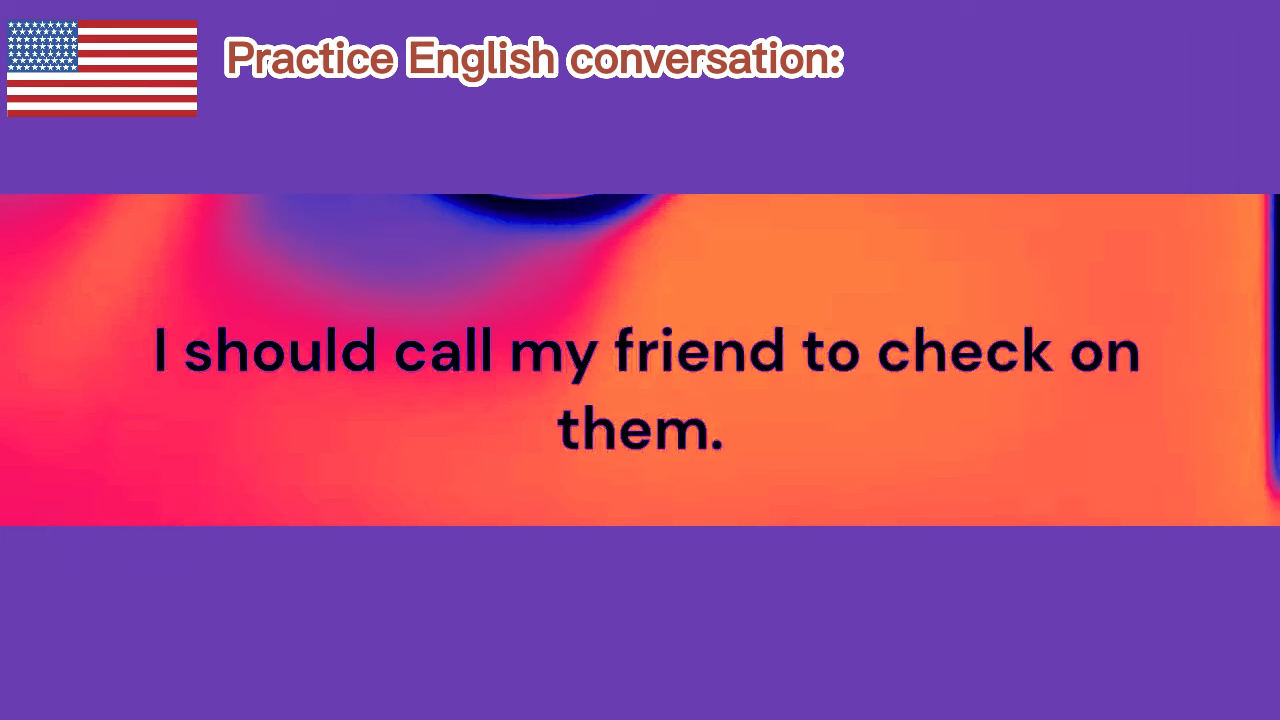 Practice English conversation:
I should call my friend to check on
them.